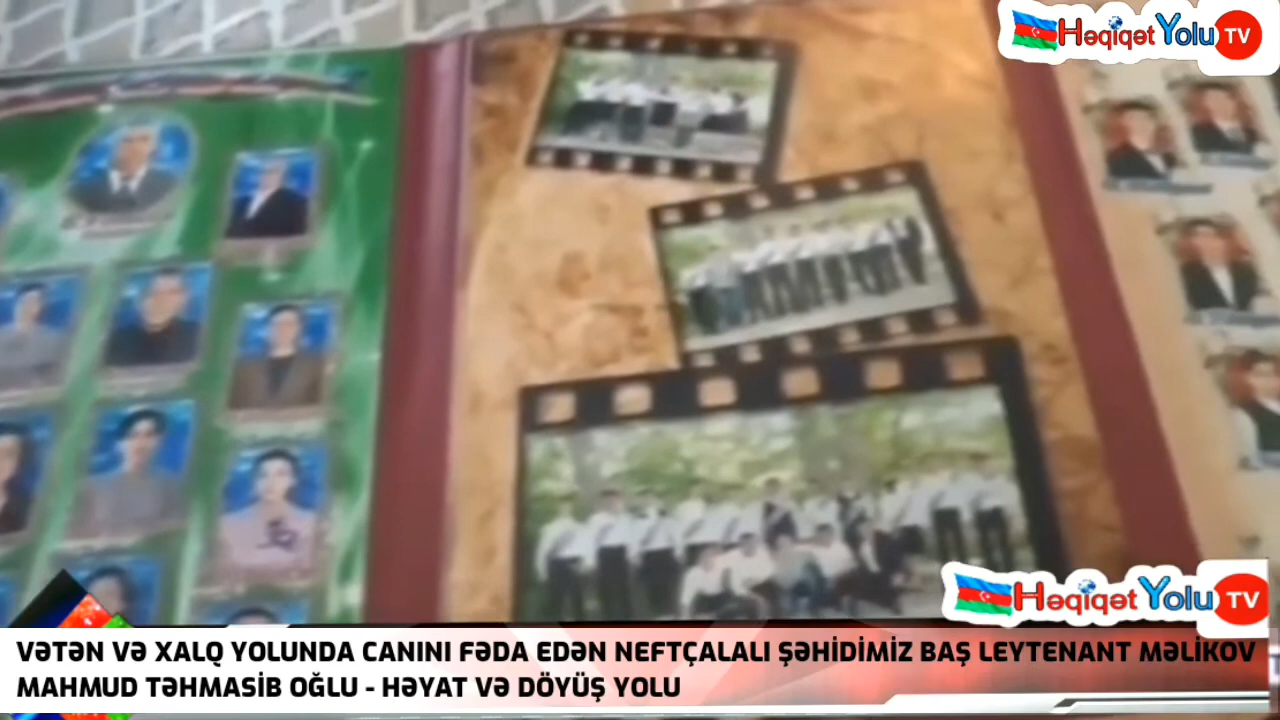 Həqiqət Yolu TV
Həqiqət Yolu TV
VƏTƏN VƏ XALQ YOLUNDA CANINI FƏDA EDƏN NEFTÇALALI ŞƏHİDİMİZ BAŞ LEYTENANT MƏLİKOV
MAHMUD TƏHMASİB OĞLU - HƏYAT VƏ DÖYÜŞ YOLU